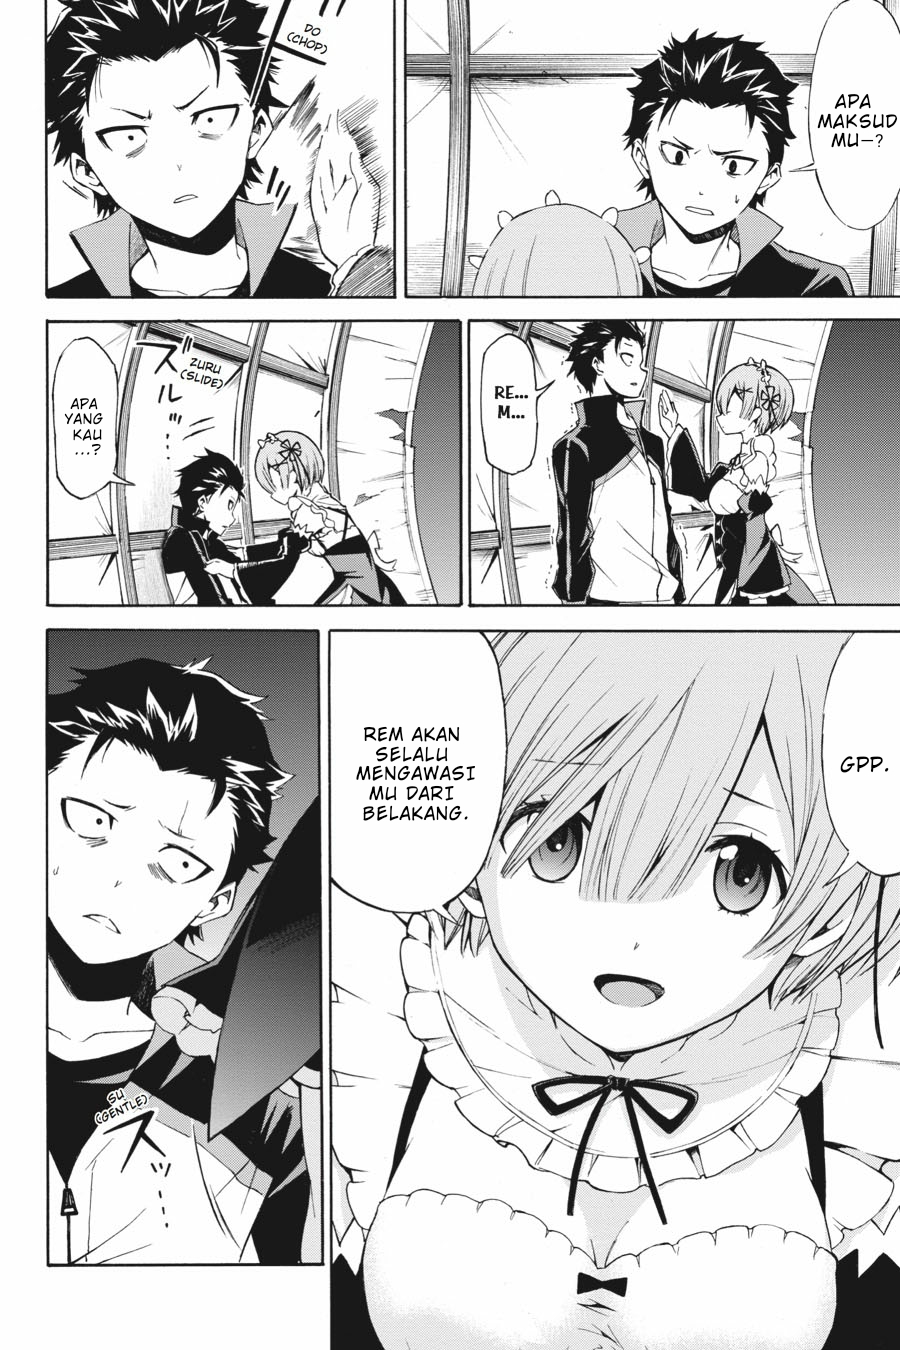 APA
MAKSUD
MU-?
DO
(CHOP)
RE...
M...
ズルッ...
ZURU
(SLIDE)
APA
YANG
KAU
...?
GPP.
REM AKAN
SELALU
MENGAWASI
MU DARI
BELAKANG.
SU
(GENTLE)
ス...